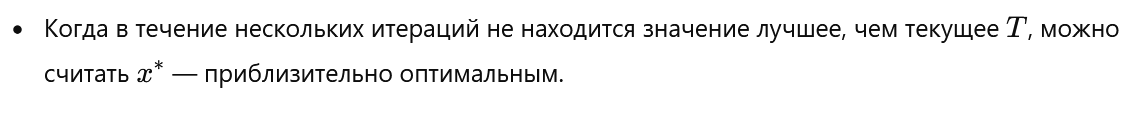 • Когда в течение нескольких итераций не находится значение лучшее, чем текущее T, можно
считать x* — приблизительно оптимальным.